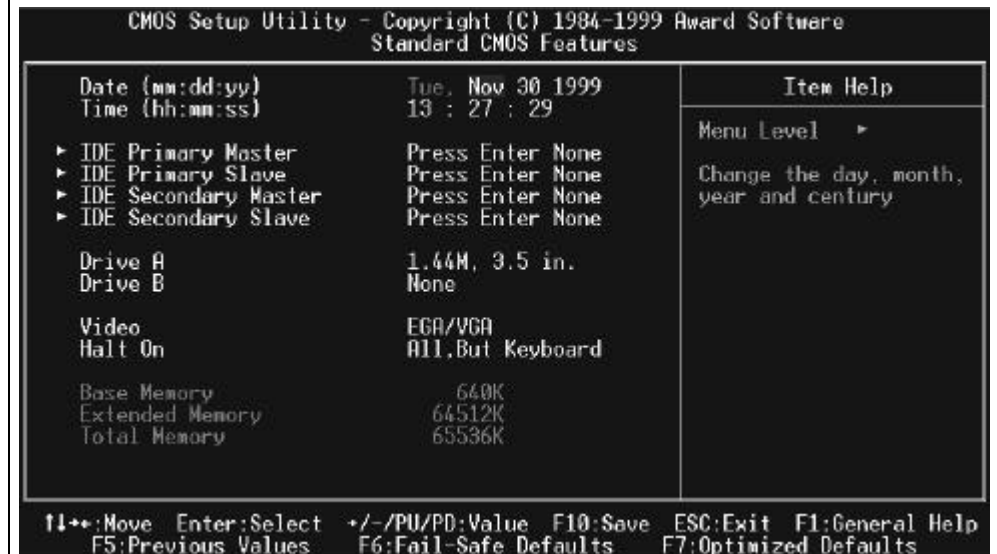 CMOS Setup Utility - Copyright (C) 1984-1999 Award Software
Standard CMOS Features
Date (mm:dd:yy) Tue, Nov 30 1999
Time (hh:mm:ss) 13 : 27 : 29
► IDE Primary Master Press Enter None
► IDE Primary Slave Press Enter None
► IDE Secondary Master Press Enter None
► IDE Secondary Slave Press Enter None
Drive A 1.44M, 3.5 in.
Drive B None
Video EGA/VGA
Halt On All,But Keyboard
Base Memory 640K
Extended Memory 64512K
Total Memory 65536K
Item Help
Menu Level ►
Change the day, month,
year and century
↑↓→←:Move Enter:Select +/-/PU/PD:Value F10:Save ESC:Exit F1:General Help
F5:Previous Values F6:Fail-Safe Defaults F7:Optimized Defaults